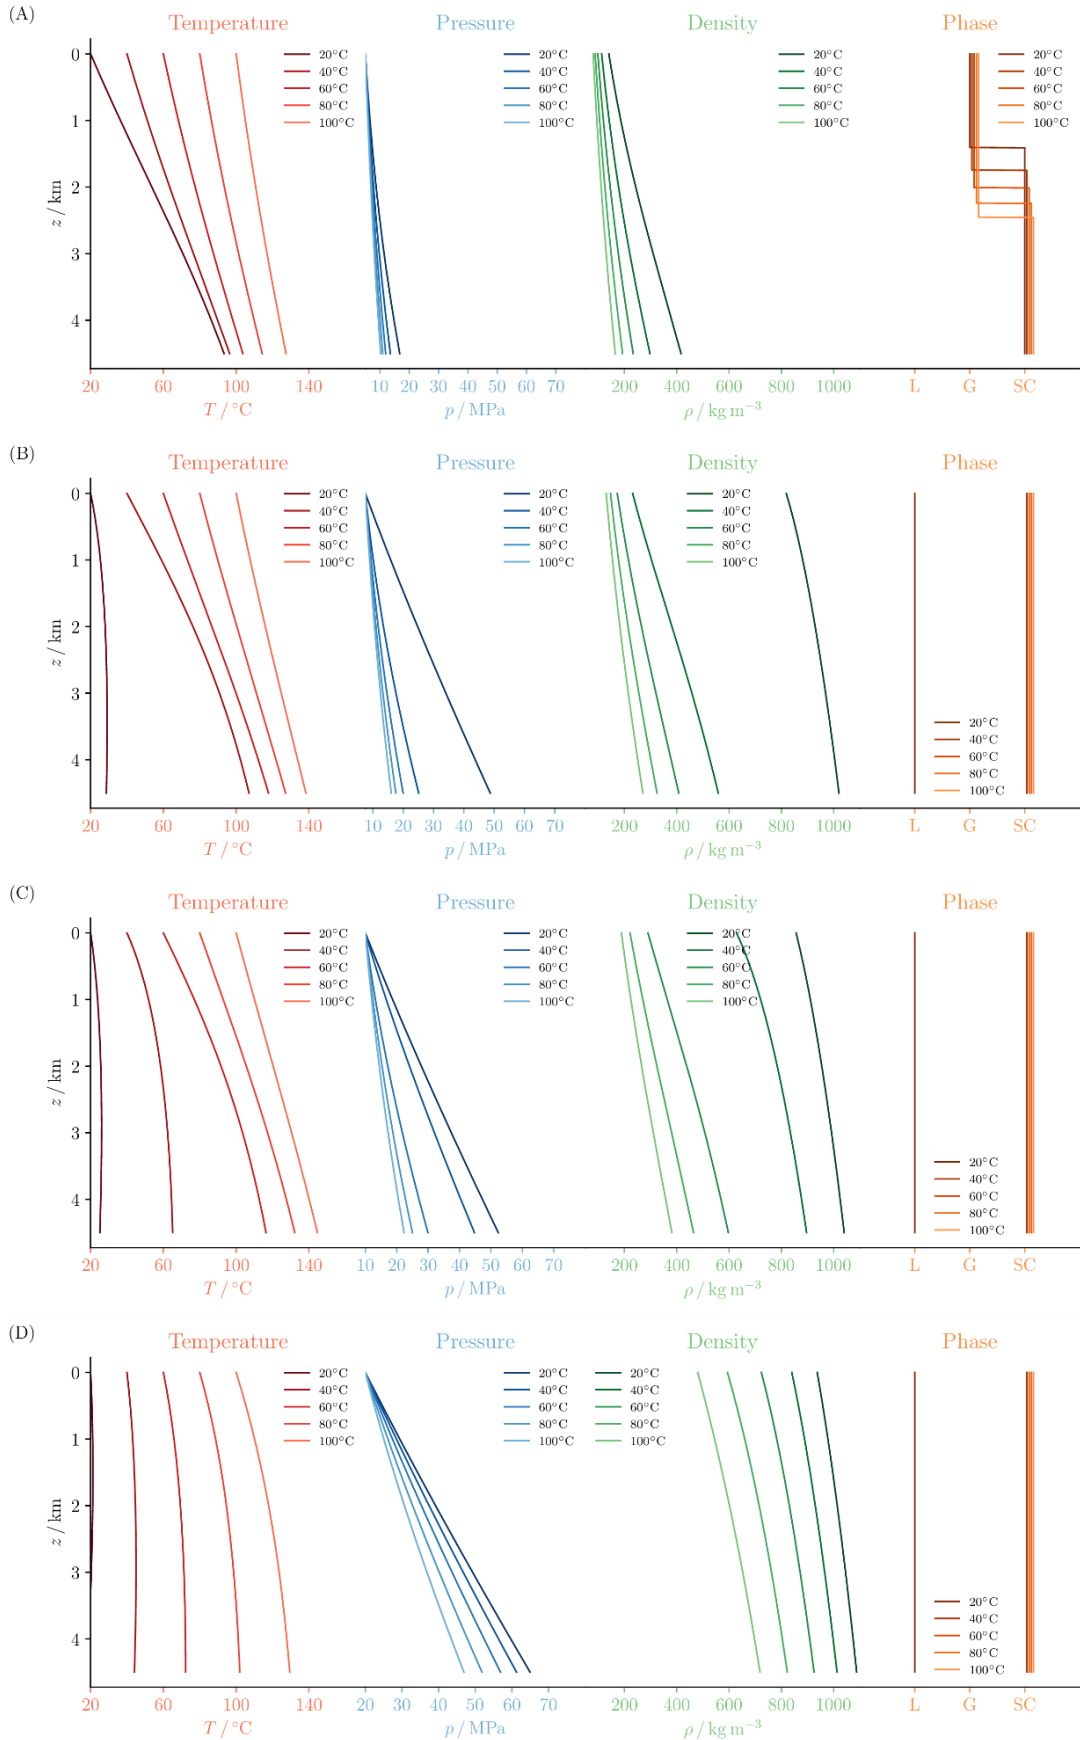 (A)
Temperature Pressure Density Phase
0 20°C 20°C 20°C 20°C
40°C 40°C 40°C 40°C
60°C 60°C 60°C 60°C
80°C 80°C 80°C 80°C
1 100°C 100°C 100°C 100°C
2
z / km
3
4
20 60 100 140 10 20 30 40 50 60 70 200 400 600 800 1000 L G SC
T / °C p / MPa ρ / kg m⁻³
(B)
Temperature Pressure Density Phase
0 20°C 20°C 20°C
40°C 40°C 40°C
60°C 60°C 60°C
80°C 80°C 80°C
1 100°C 100°C 100°C
2
z / km
3
20°C
40°C
4 60°C
80°C
100°C
20 60 100 140 10 20 30 40 50 60 70 200 400 600 800 1000 L G SC
T / °C p / MPa ρ / kg m⁻³
(C)
Temperature Pressure Density Phase
0 20°C 20°C 20°C
40°C 40°C 40°C
60°C 60°C 60°C
80°C 80°C 80°C
1 100°C 100°C 100°C
2
z / km
3
20°C
40°C
4 60°C
80°C
100°C
20 60 100 140 10 20 30 40 50 60 70 200 400 600 800 1000 L G SC
T / °C p / MPa ρ / kg m⁻³
(D)
Temperature Pressure Density Phase
0 20°C 20°C 20°C
40°C 40°C 40°C
60°C 60°C 60°C
80°C 80°C 80°C
1 100°C 100°C 100°C
2
z / km
3
20°C
40°C
4 60°C
80°C
100°C
20 60 100 140 20 30 40 50 60 70 200 400 600 800 1000 L G SC
T / °C p / MPa ρ / kg m⁻³